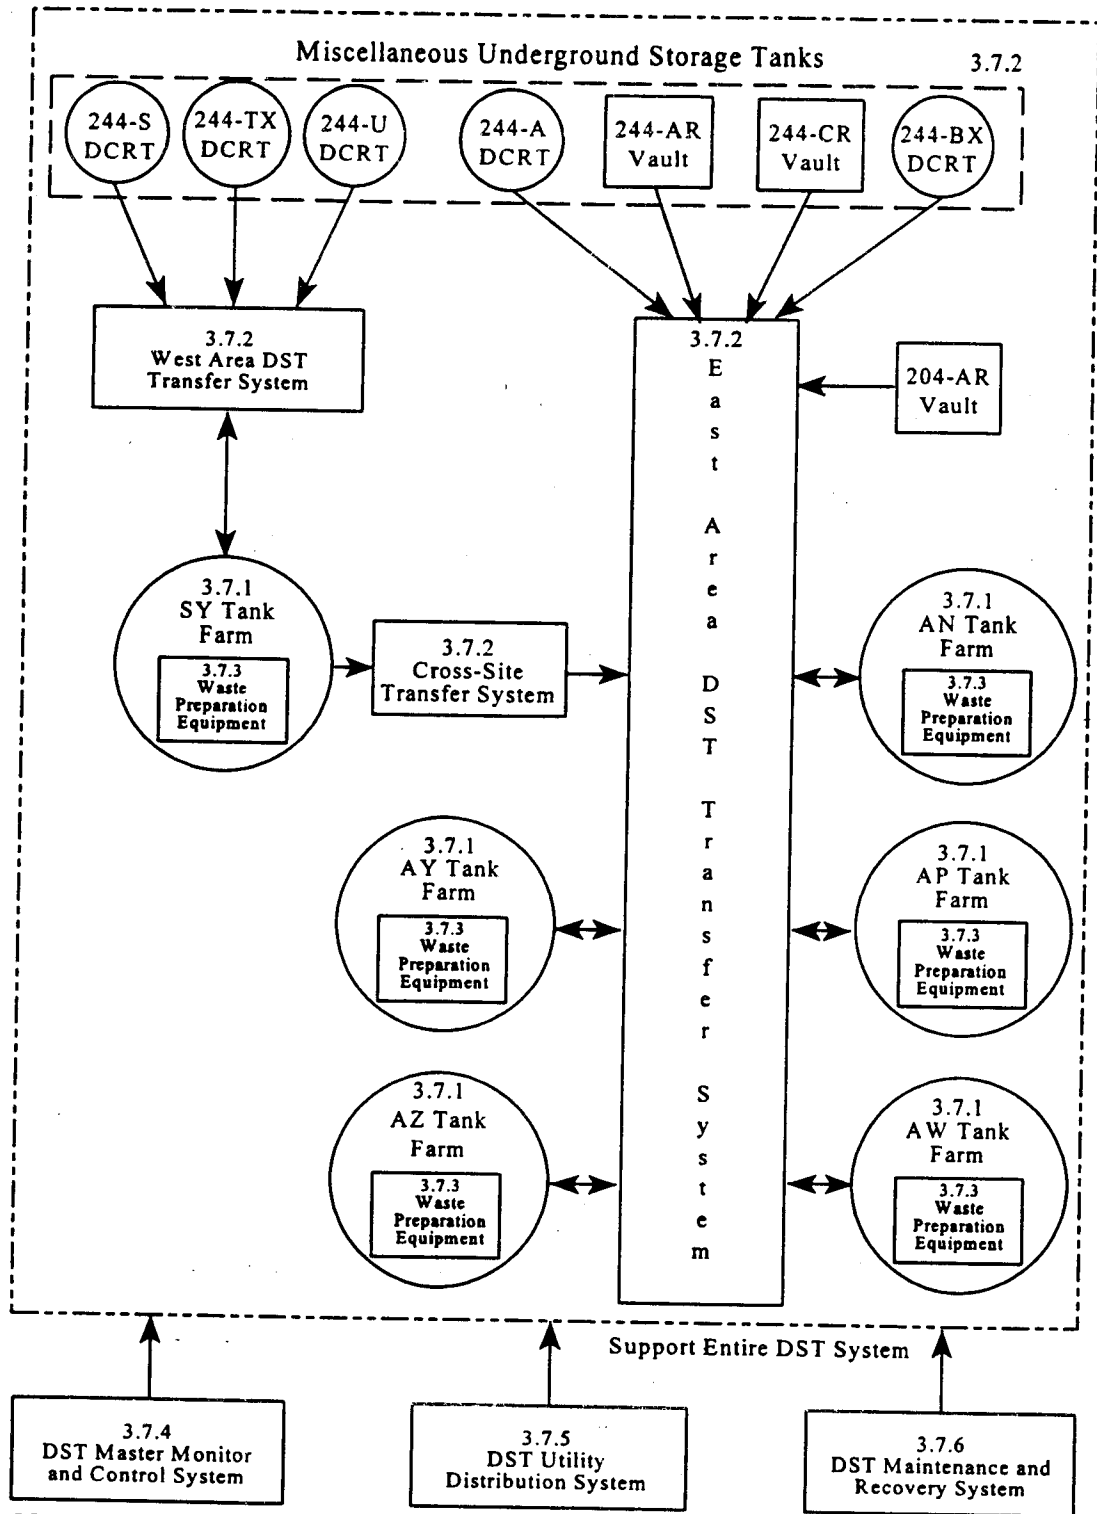 Miscellaneous Underground Storage Tanks
3.7.2
244-S
DCRT
244-TX
DCRT
244-U
DCRT
244-A
DCRT
244-AR
Vault
244-CR
Vault
244-BX
DCRT
3.7.2
West Area DST
Transfer System
3.7.2
East Area DST Transfer System
204-AR
Vault
3.7.1
SY Tank
Farm
3.7.3
Waste
Preparation
Equipment
3.7.2
Cross-Site
Transfer System
3.7.1
AN Tank
Farm
3.7.3
Waste
Preparation
Equipment
3.7.1
AY Tank
Farm
3.7.3
Waste
Preparation
Equipment
3.7.1
AP Tank
Farm
3.7.3
Waste
Preparation
Equipment
3.7.1
AZ Tank
Farm
3.7.3
Waste
Preparation
Equipment
3.7.1
AW Tank
Farm
3.7.3
Waste
Preparation
Equipment
Support Entire DST System
3.7.4
DST Master Monitor
and Control System
3.7.5
DST Utility
Distribution System
3.7.6
DST Maintenance and
Recovery System